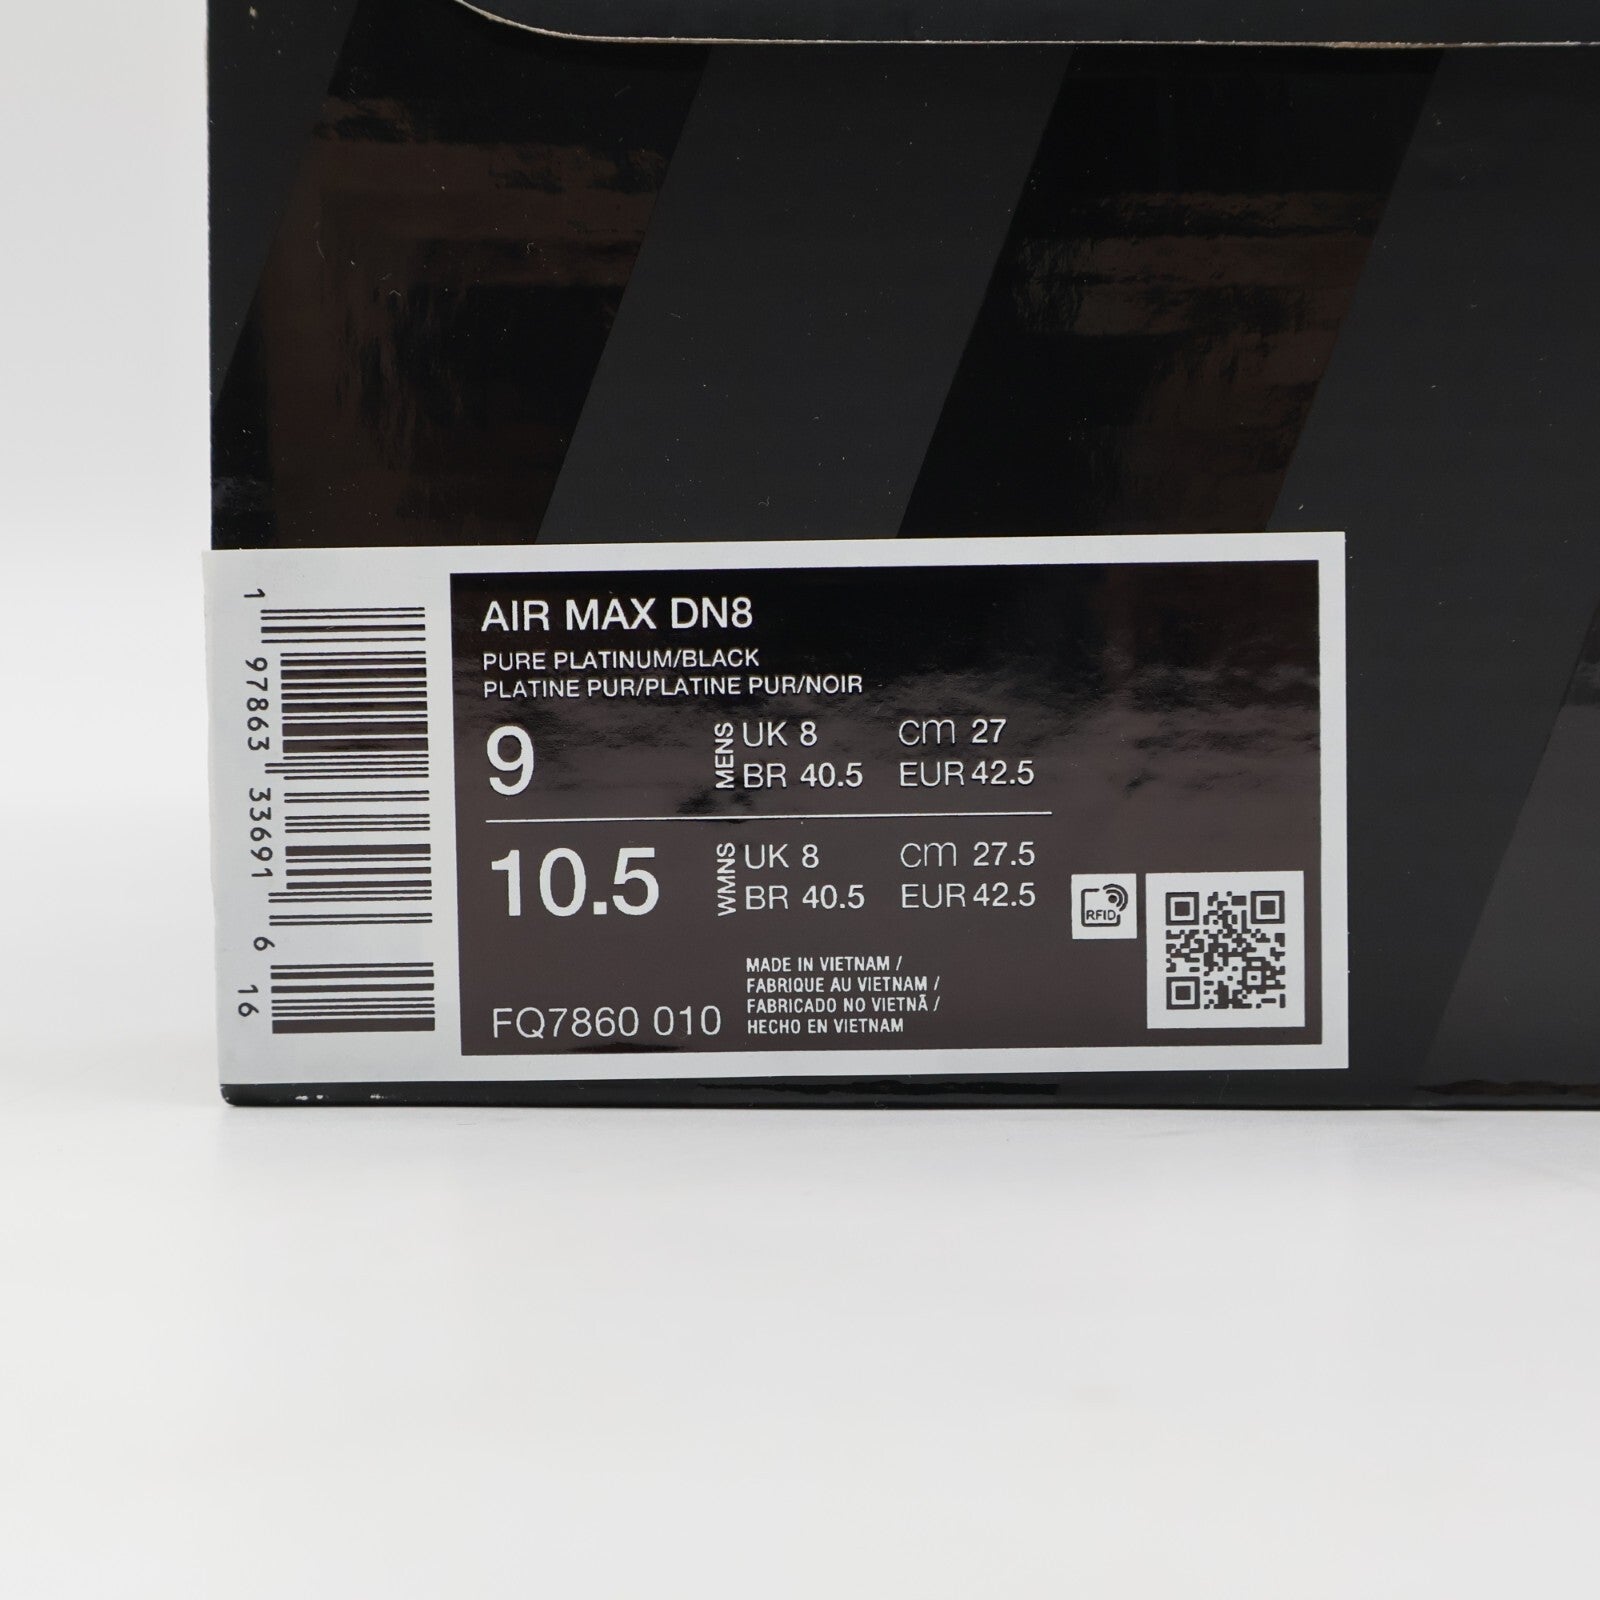 AIR MAX DN8
PURE PLATINUM/BLACK
PLATINE PUR/PLATINE PUR/NOIR
9
MENS
UK 8 cm 27
BR 40.5 EUR 42.5
10.5
WMNS
UK 8 cm 27.5
BR 40.5 EUR 42.5
RFID
MADE IN VIETNAM /
FABRIQUE AU VIETNAM /
FABRICADO NO VIETNÃ /
HECHO EN VIETNAM
FQ7860 010
1 97863 33691 6 16